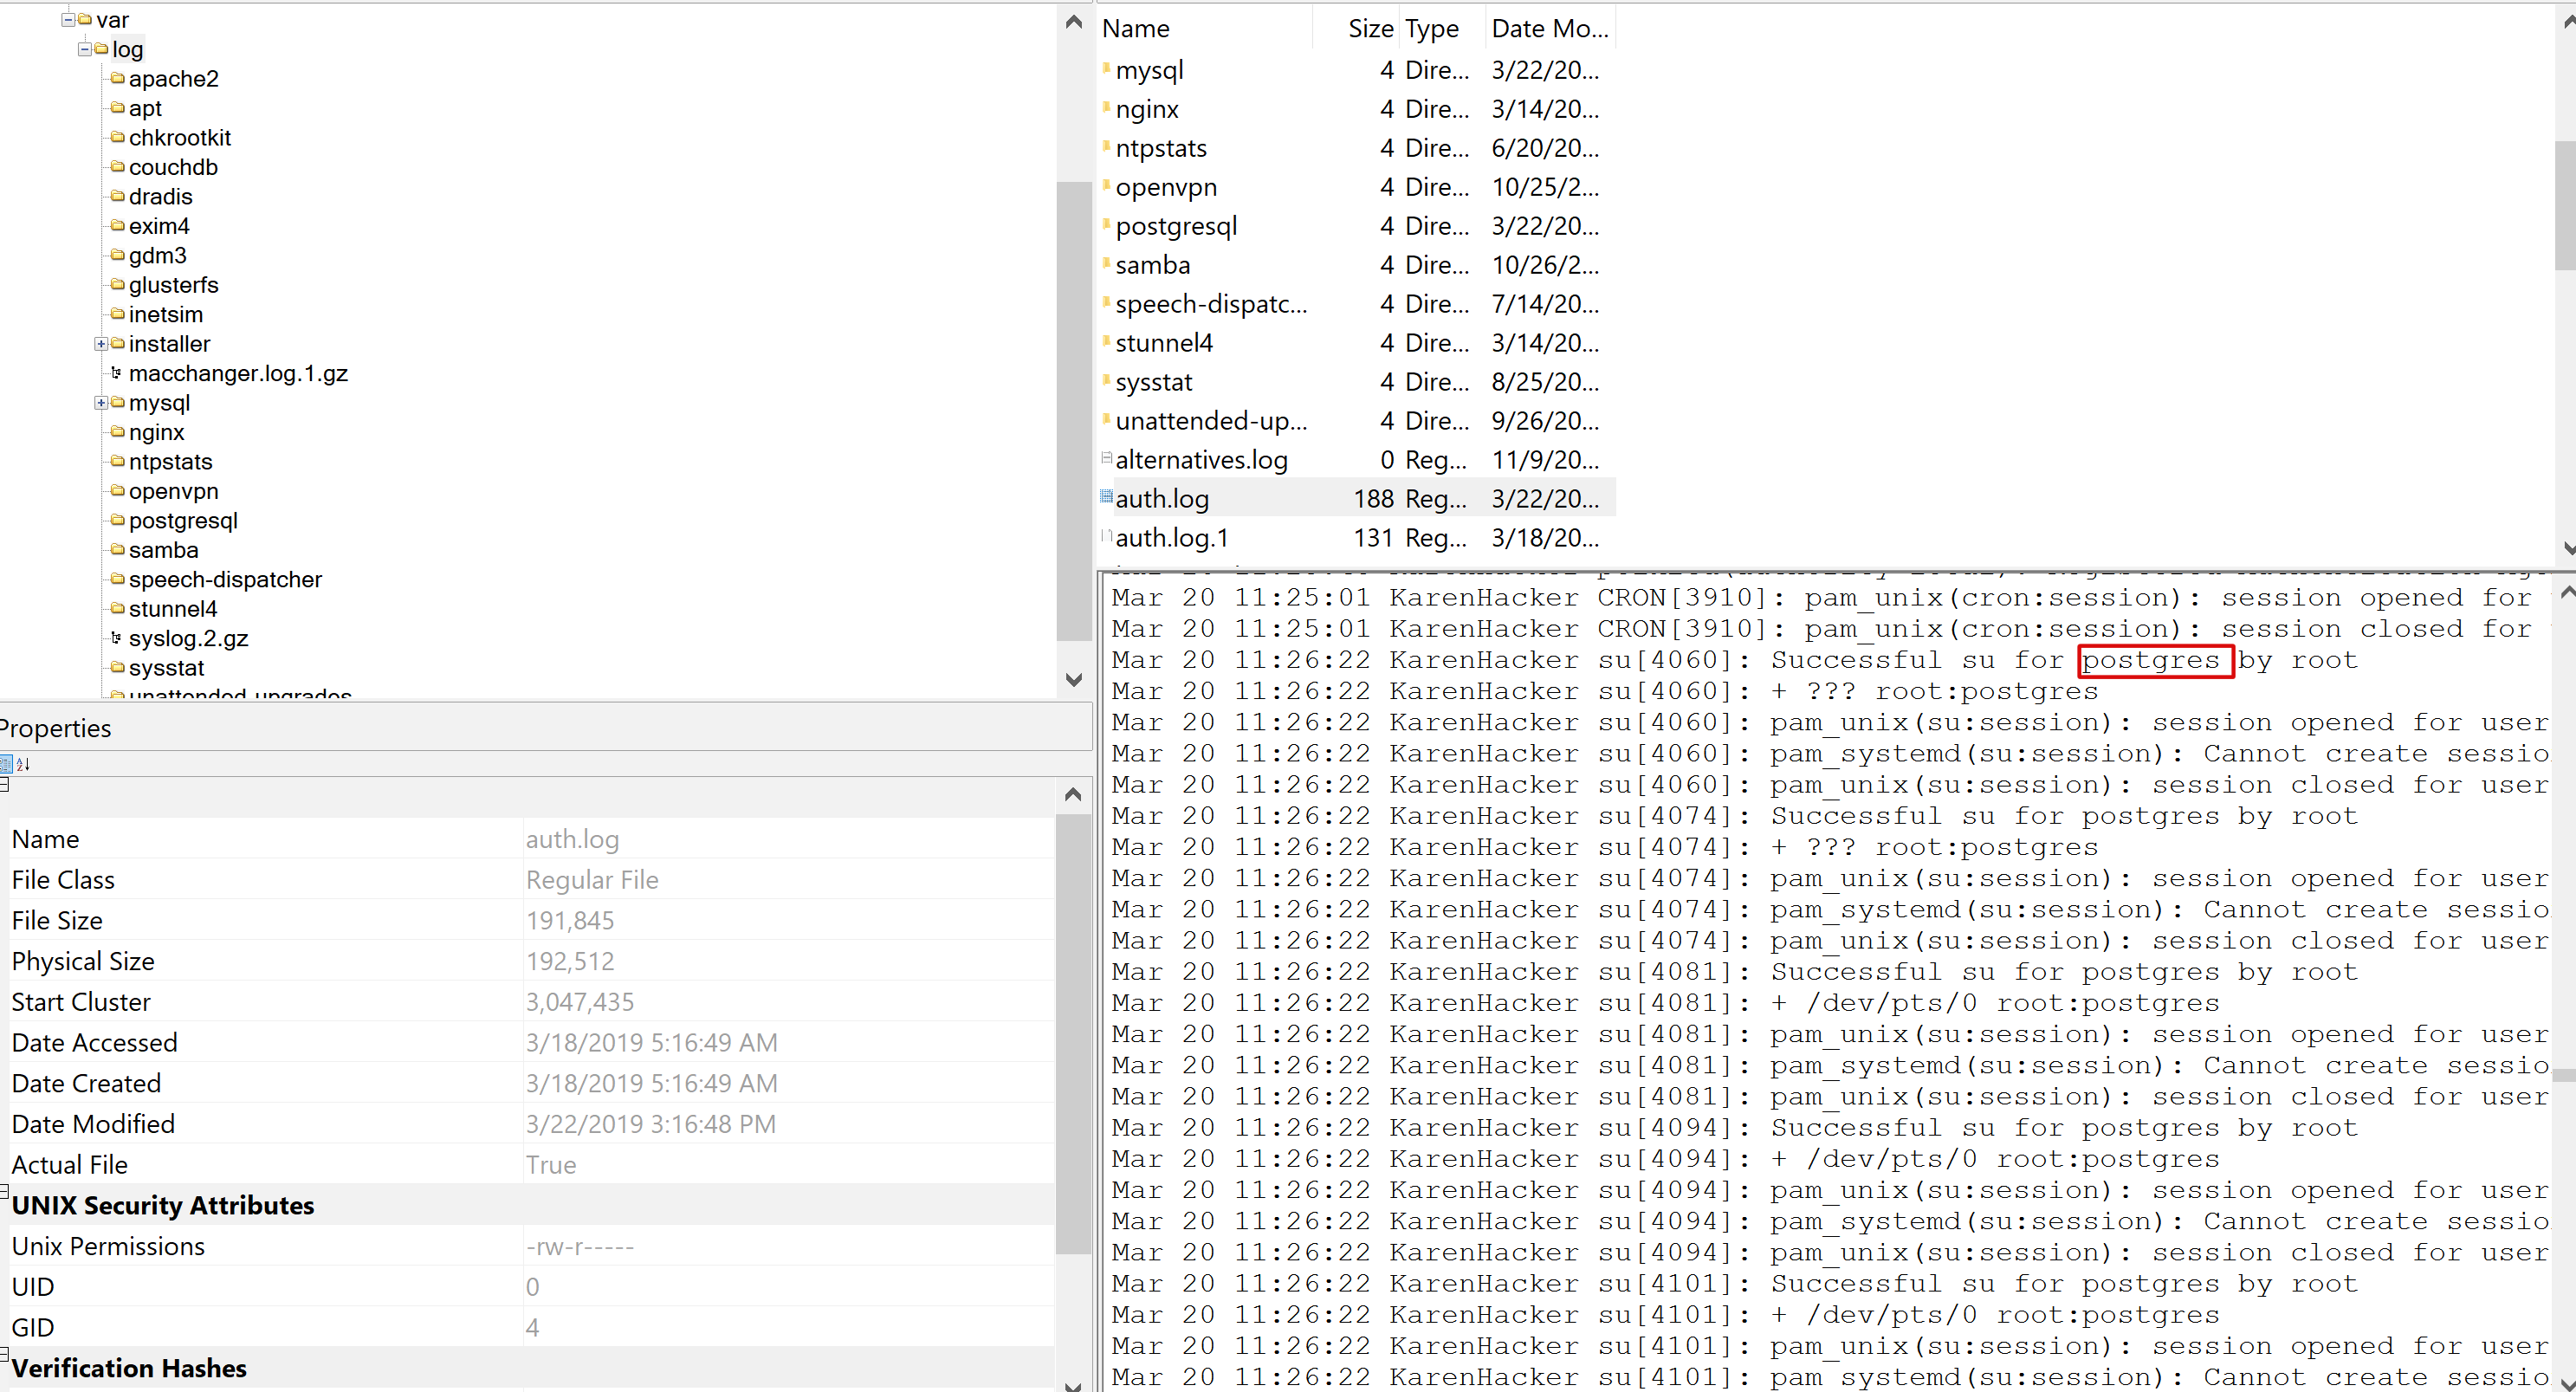 var
log
apache2
apt
chkrootkit
couchdb
dradis
exim4
gdm3
glusterfs
inetsim
installer
macchanger.log.1.gz
mysql
nginx
ntpstats
openvpn
postgresql
samba
speech-dispatcher
stunnel4
syslog.2.gz
sysstat
unattended-upgrades
Properties
Name auth.log
File Class Regular File
File Size 191,845
Physical Size 192,512
Start Cluster 3,047,435
Date Accessed 3/18/2019 5:16:49 AM
Date Created 3/18/2019 5:16:49 AM
Date Modified 3/22/2019 3:16:48 PM
Actual File True
UNIX Security Attributes
Unix Permissions -rw-r-----
UID 0
GID 4
Verification Hashes
Name Size Type Date Mo...
mysql 4 Dire... 3/22/20...
nginx 4 Dire... 3/14/20...
ntpstats 4 Dire... 6/20/20...
openvpn 4 Dire... 10/25/2...
postgresql 4 Dire... 3/22/20...
samba 4 Dire... 10/26/2...
speech-dispatc... 4 Dire... 7/14/20...
stunnel4 4 Dire... 3/14/20...
sysstat 4 Dire... 8/25/20...
unattended-up... 4 Dire... 9/26/20...
alternatives.log 0 Reg... 11/9/20...
auth.log 188 Reg... 3/22/20...
auth.log.1 131 Reg... 3/18/20...
Mar 20 11:25:01 KarenHacker CRON[3910]: pam_unix(cron:session): session opened for
Mar 20 11:25:01 KarenHacker CRON[3910]: pam_unix(cron:session): session closed for
Mar 20 11:26:22 KarenHacker su[4060]: Successful su for postgres by root
Mar 20 11:26:22 KarenHacker su[4060]: + ??? root:postgres
Mar 20 11:26:22 KarenHacker su[4060]: pam_unix(su:session): session opened for user
Mar 20 11:26:22 KarenHacker su[4060]: pam_systemd(su:session): Cannot create sessio
Mar 20 11:26:22 KarenHacker su[4060]: pam_unix(su:session): session closed for user
Mar 20 11:26:22 KarenHacker su[4074]: Successful su for postgres by root
Mar 20 11:26:22 KarenHacker su[4074]: + ??? root:postgres
Mar 20 11:26:22 KarenHacker su[4074]: pam_unix(su:session): session opened for user
Mar 20 11:26:22 KarenHacker su[4074]: pam_systemd(su:session): Cannot create sessio
Mar 20 11:26:22 KarenHacker su[4074]: pam_unix(su:session): session closed for user
Mar 20 11:26:22 KarenHacker su[4081]: Successful su for postgres by root
Mar 20 11:26:22 KarenHacker su[4081]: + /dev/pts/0 root:postgres
Mar 20 11:26:22 KarenHacker su[4081]: pam_unix(su:session): session opened for user
Mar 20 11:26:22 KarenHacker su[4081]: pam_systemd(su:session): Cannot create sessio
Mar 20 11:26:22 KarenHacker su[4081]: pam_unix(su:session): session closed for user
Mar 20 11:26:22 KarenHacker su[4094]: Successful su for postgres by root
Mar 20 11:26:22 KarenHacker su[4094]: + /dev/pts/0 root:postgres
Mar 20 11:26:22 KarenHacker su[4094]: pam_unix(su:session): session opened for user
Mar 20 11:26:22 KarenHacker su[4094]: pam_systemd(su:session): Cannot create sessio
Mar 20 11:26:22 KarenHacker su[4094]: pam_unix(su:session): session closed for user
Mar 20 11:26:22 KarenHacker su[4101]: Successful su for postgres by root
Mar 20 11:26:22 KarenHacker su[4101]: + /dev/pts/0 root:postgres
Mar 20 11:26:22 KarenHacker su[4101]: pam_unix(su:session): session opened for user
Mar 20 11:26:22 KarenHacker su[4101]: pam_systemd(su:session): Cannot create sessio